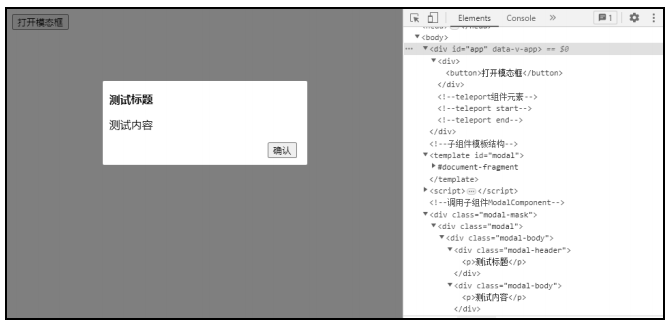 打开模态框
测试标题
测试内容
确认
Elements Console » 1
▼<body>
··· ▼<div id="app" data-v-app> == $0
▼<div>
<button>打开模态框</button>
</div>
<!--teleport组件元素-->
<!--teleport start-->
<!--teleport end-->
</div>
<!--子组件模板结构-->
▼<template id="modal">
▶#document-fragment
</template>
▶<script>…</script>
<!--调用子组件ModalComponent-->
▼<div class="modal-mask">
▼<div class="modal">
▼<div class="modal-body">
▼<div class="modal-header">
<p>测试标题</p>
</div>
▼<div class="modal-body">
<p>测试内容</p>
</div>